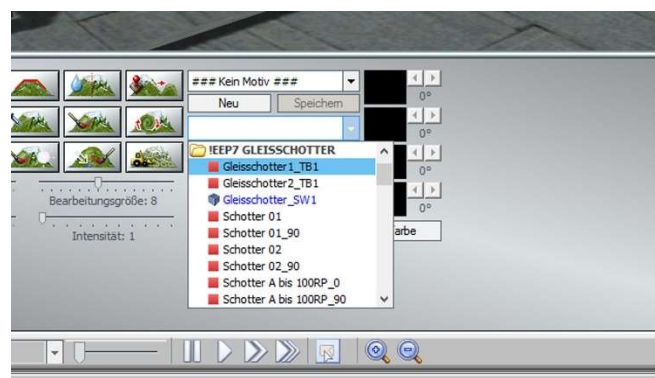 ### Kein Motiv ###
0°
Neu Speichern
0°
!EEP7 GLEISSCHOTTER
Gleisschotter1_TB1
0°
Gleisschotter2_TB1
Bearbeitungsgröße: 8
Gleisschotter_SW1
0°
Schotter 01
Intensität: 1
Schotter 01_90
arbe
Schotter 02
Schotter 02_90
Schotter A bis 100RP_0
Schotter A bis 100RP_90